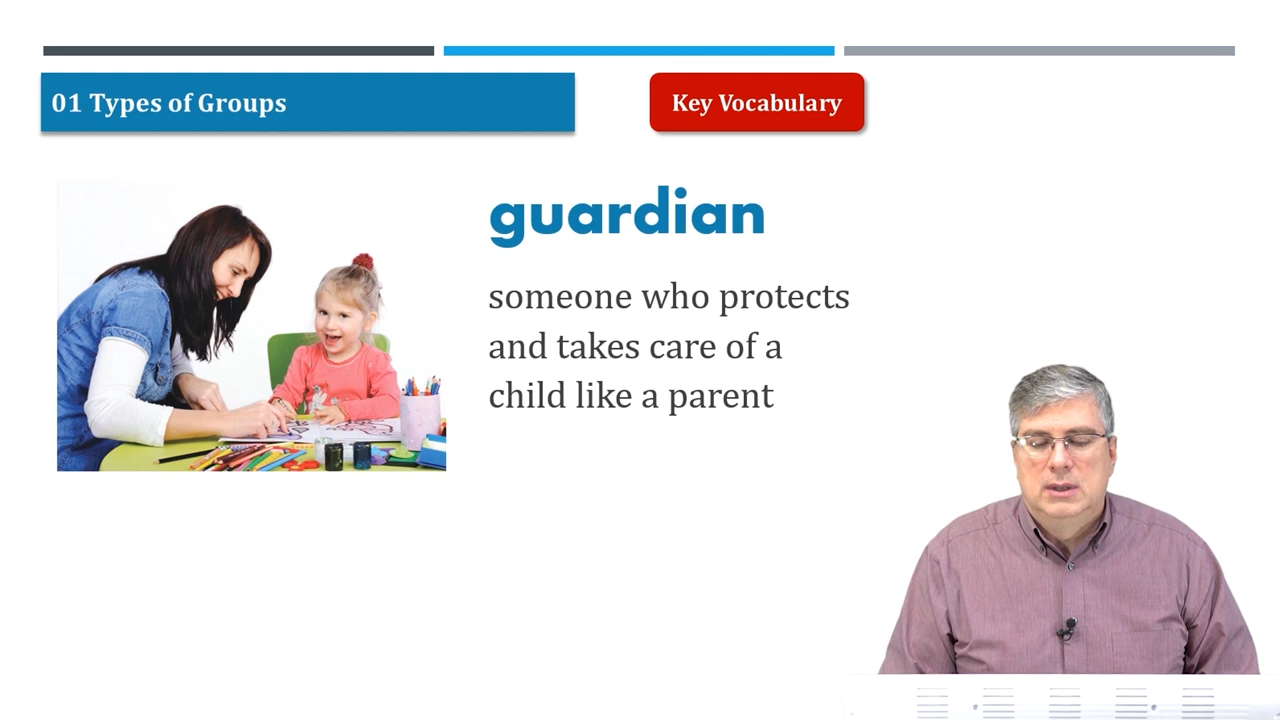 01 Types of Groups
Key Vocabulary
guardian
someone who protects
and takes care of a
child like a parent